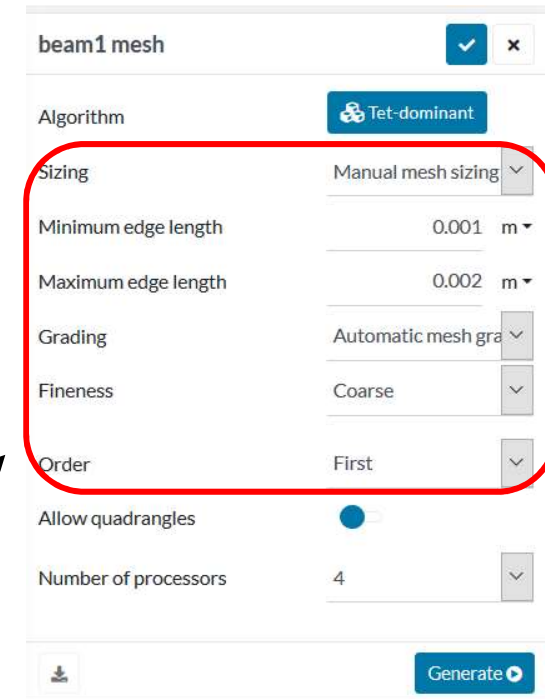 beam1 mesh
Algorithm Tet-dominant
Sizing Manual mesh sizing
Minimum edge length 0.001 m
Maximum edge length 0.002 m
Grading Automatic mesh gra
Fineness Coarse
Order First
Allow quadrangles
Number of processors 4
Generate